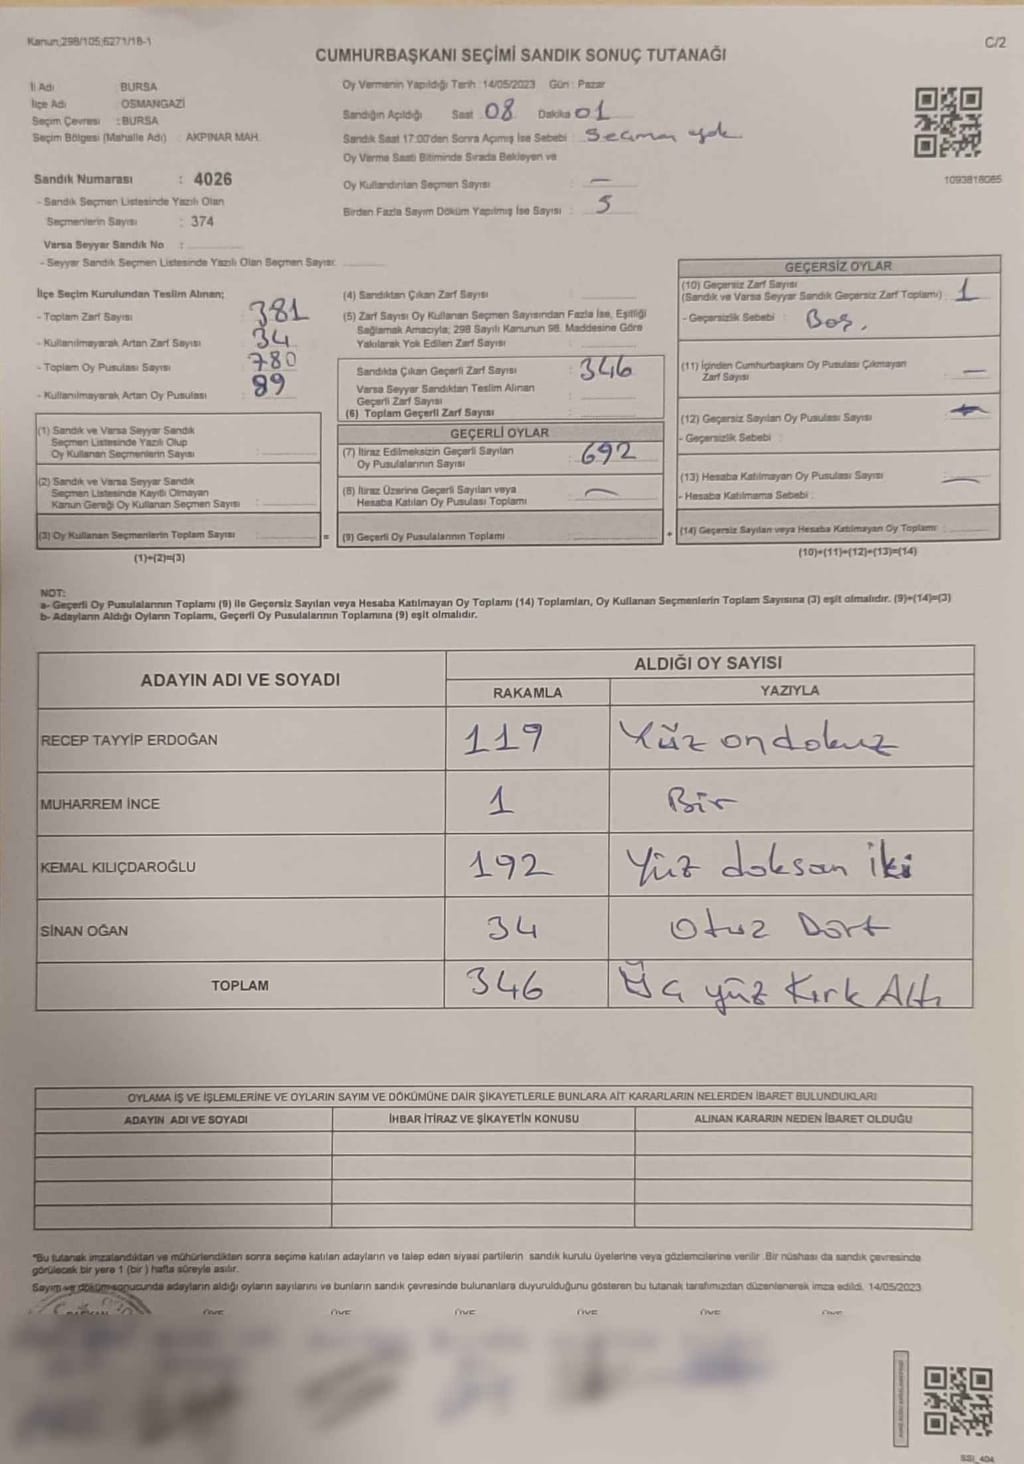 Kanun;298/105;6271/18-1
C/2
CUMHURBAŞKANI SEÇİMİ SANDIK SONUÇ TUTANAĞI
İl Adı : BURSA
İlçe Adı : OSMANGAZİ
Seçim Çevresi : BURSA
Seçim Bölgesi (Mahalle Adı) : AKPINAR MAH.
Sandık Numarası : 4026
- Sandık Seçmen Listesinde Yazılı Olan
Seçmenlerin Sayısı : 374
Varsa Seyyar Sandık No :
- Seyyar Sandık Seçmen Listesinde Yazılı Olan Seçmen Sayısı:
Oy Vermenin Yapıldığı Tarih : 14/05/2023 Gün : Pazar
Sandığın Açıldığı Saat : 08 Dakika : 01
Sandık Saat 17:00'den Sonra Açımış İse Sebebi : Seçmen yok
Oy Verme Saati Bitiminde Sırada Bekleyen ve
Oy Kullandırılan Seçmen Sayısı : —
Birden Fazla Sayım Döküm Yapılmış İse Sayısı : 5
1093818085
İlçe Seçim Kurulundan Teslim Alınan;
- Toplam Zarf Sayısı : 381
- Kullanılmayarak Artan Zarf Sayısı : 34
- Toplam Oy Pusulası Sayısı : 780
- Kullanılmayarak Artan Oy Pusulası : 89
(1) Sandık ve Varsa Seyyar Sandık
Seçmen Listesinde Yazılı Olup
Oy Kullanan Seçmenlerin Sayısı :
(2) Sandık ve Varsa Seyyar Sandık
Seçmen Listesinde Kayıtlı Olmayan
Kanun Gereği Oy Kullanan Seçmen Sayısı :
(3) Oy Kullanan Seçmenlerin Toplam Sayısı :
(1)+(2)=(3)
(4) Sandıktan Çıkan Zarf Sayısı :
(5) Zarf Sayısı Oy Kullanan Seçmen Sayısından Fazla İse, Eşitliği
Sağlamak Amacıyla; 298 Sayılı Kanunun 98. Maddesine Göre
Yakılarak Yok Edilen Zarf Sayısı :
Sandıkta Çıkan Geçerli Zarf Sayısı : 346
Varsa Seyyar Sandıktan Teslim Alınan
Geçerli Zarf Sayısı :
(6) Toplam Geçerli Zarf Sayısı :
GEÇERLİ OYLAR
(7) İtiraz Edilmeksizin Geçerli Sayılan
Oy Pusulalarının Sayısı : 692
(8) İtiraz Üzerine Geçerli Sayılan veya
Hesaba Katılan Oy Pusulası Toplamı : —
= (9) Geçerli Oy Pusulalarının Toplamı :
GEÇERSİZ OYLAR
(10) Geçersiz Zarf Sayısı
(Sandık ve Varsa Seyyar Sandık Geçersiz Zarf Toplamı) : 1
- Geçersizlik Sebebi : Boş.
(11) İçinden Cumhurbaşkanı Oy Pusulası Çıkmayan
Zarf Sayısı : —
(12) Geçersiz Sayılan Oy Pusulası Sayısı :
- Geçersizlik Sebebi :
(13) Hesaba Katılmayan Oy Pusulası Sayısı : —
- Hesaba Katılmama Sebebi :
+ (14) Geçersiz Sayılan veya Hesaba Katılmayan Oy Toplamı :
(10)+(11)+(12)+(13)=(14)
NOT:
a- Geçerli Oy Pusulalarının Toplamı (9) ile Geçersiz Sayılan veya Hesaba Katılmayan Oy Toplamı (14) Toplamları, Oy Kullanan Seçmenlerin Toplam Sayısına (3) eşit olmalıdır. (9)+(14)=(3)
b- Adayların Aldığı Oyların Toplamı, Geçerli Oy Pusulalarının Toplamına (9) eşit olmalıdır.
ADAYIN ADI VE SOYADI
ALDIĞI OY SAYISI
RAKAMLA YAZIYLA
RECEP TAYYİP ERDOĞAN 119 Yüz ondokuz
MUHARREM İNCE 1 Bir
KEMAL KILIÇDAROĞLU 192 Yüz doksan iki
SİNAN OĞAN 34 Otuz Dört
TOPLAM 346 Üç yüz Kırk Altı
OYLAMA İŞ VE İŞLEMLERİNE VE OYLARIN SAYIM VE DÖKÜMÜNE DAİR ŞİKAYETLERLE BUNLARA AİT KARARLARIN NELERDEN İBARET BULUNDUKLARI
ADAYIN ADI VE SOYADI İHBAR İTİRAZ VE ŞİKAYETİN KONUSU ALINAN KARARIN NEDEN İBARET OLDUĞU
*Bu tutanak imzalandıktan ve mühürlendikten sonra seçime katılan adayların ve talep eden siyasi partilerin sandık kurulu üyelerine veya gözlemcilerine verilir .Bir nüshası da sandık çevresinde
görülecek bir yere 1 (bir ) hafta süreyle asılır.
Sayım ve döküm sonucunda adayların aldığı oyların sayılarını ve bunların sandık çevresinde bulunanlara duyurulduğunu gösteren bu tutanak tarafımızdan düzenlenerek imza edildi. 14/05/2023
ÜYE ÜYE ÜYE ÜYE ÜYE ÜYE
SSİ_404